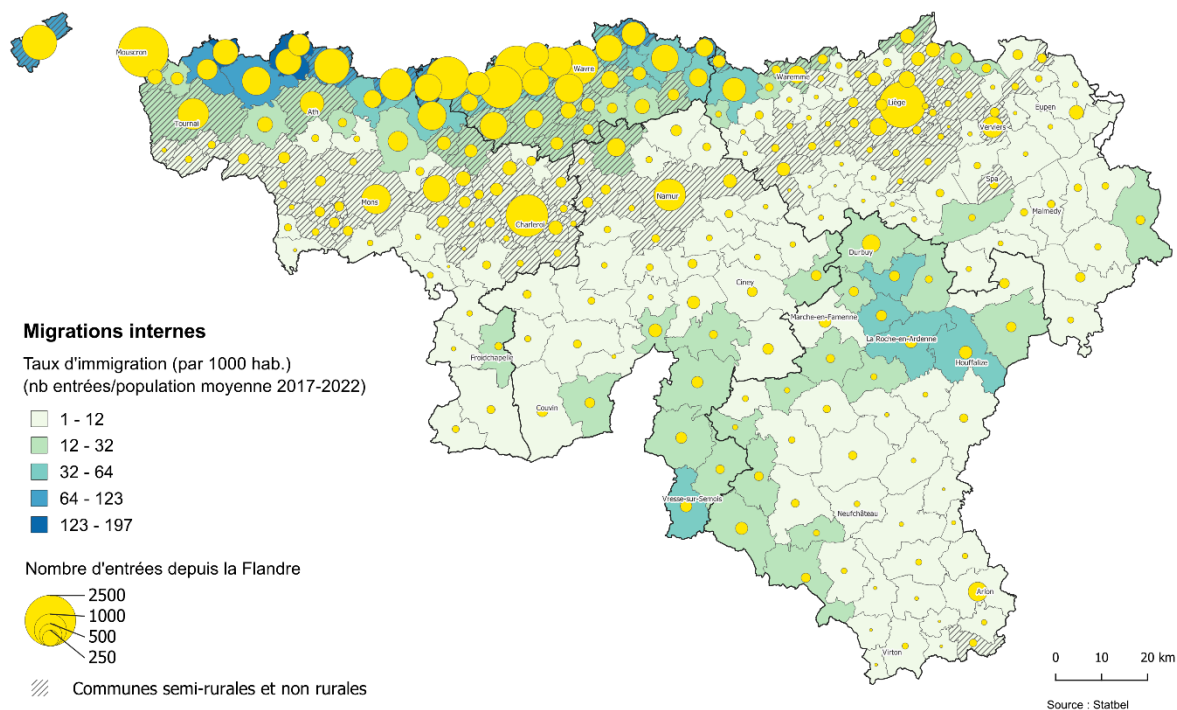 Mouscron
Wavre
Waremme
Tournai
Ath
Liège
Eupen
Verviers
Spa
Mons
Namur
Malmédy
Charleroi
Durbuy
Ciney
Marche-en-Famenne
La Roche-en-Ardenne
Froidchapelle
Houffalize
Couvin
Vresse-sur-Semois
Neufchâteau
Arlon
Virton
Migrations internes
Taux d'immigration (par 1000 hab.)
(nb entrées/population moyenne 2017-2022)
1 - 12
12 - 32
32 - 64
64 - 123
123 - 197
Nombre d'entrées depuis la Flandre
2500
1000
500
250
Communes semi-rurales et non rurales
0 10 20 km
Source : Statbel